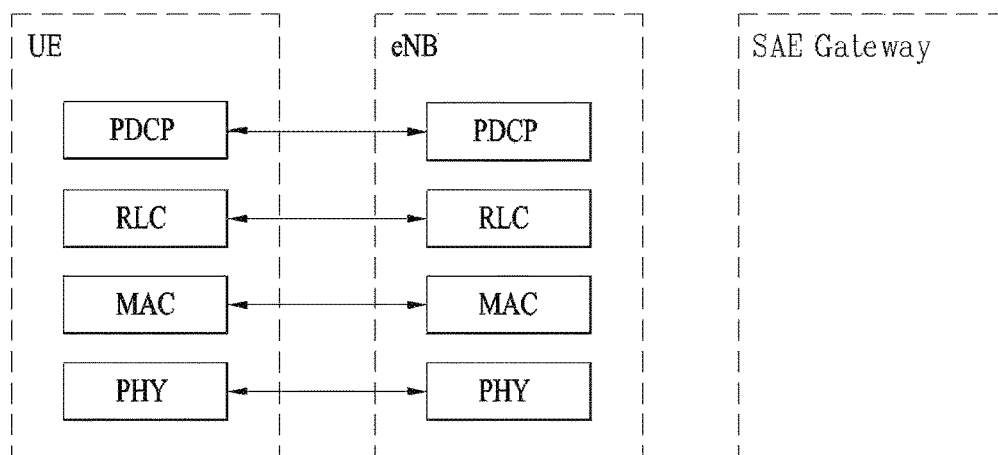 UE
eNB
SAE Gateway
PDCP
PDCP
RLC
RLC
MAC
MAC
PHY
PHY